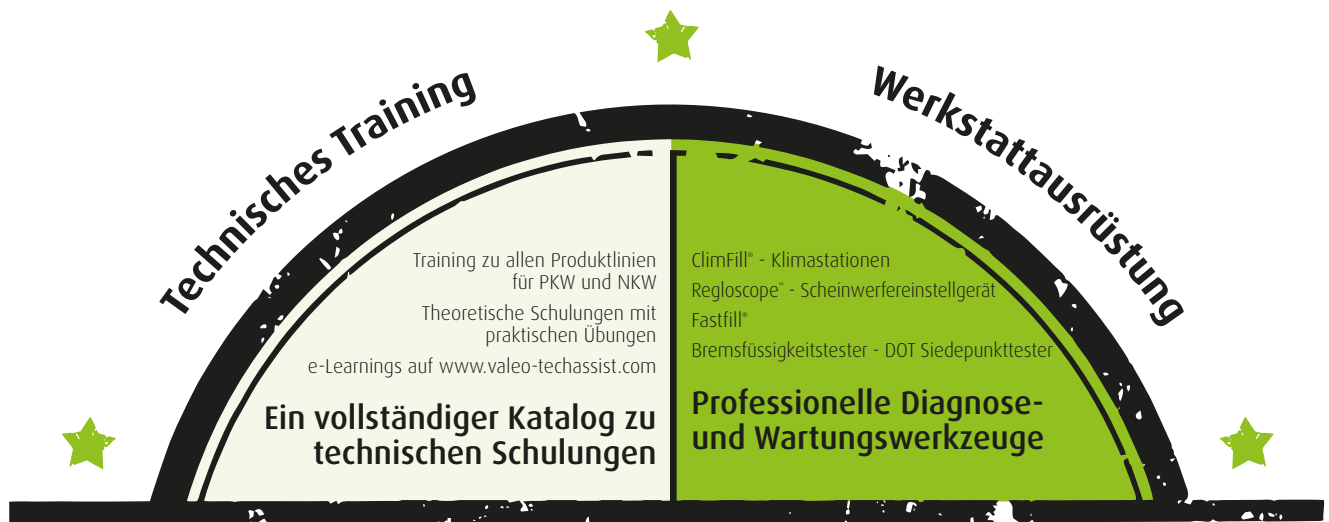 Technisches Training
Werkstattausrüstung
Training zu allen Produktlinien
für PKW und NKW
Theoretische Schulungen mit
praktischen Übungen
e-Learnings auf www.valeo-techassist.com
Ein vollständiger Katalog zu
technischen Schulungen
ClimFill® - Klimastationen
Regloscope™ - Scheinwerfereinstellgerät
Fastfill®
Bremsfüssigkeitstester - DOT Siedepunkttester
Professionelle Diagnose-
und Wartungswerkzeuge